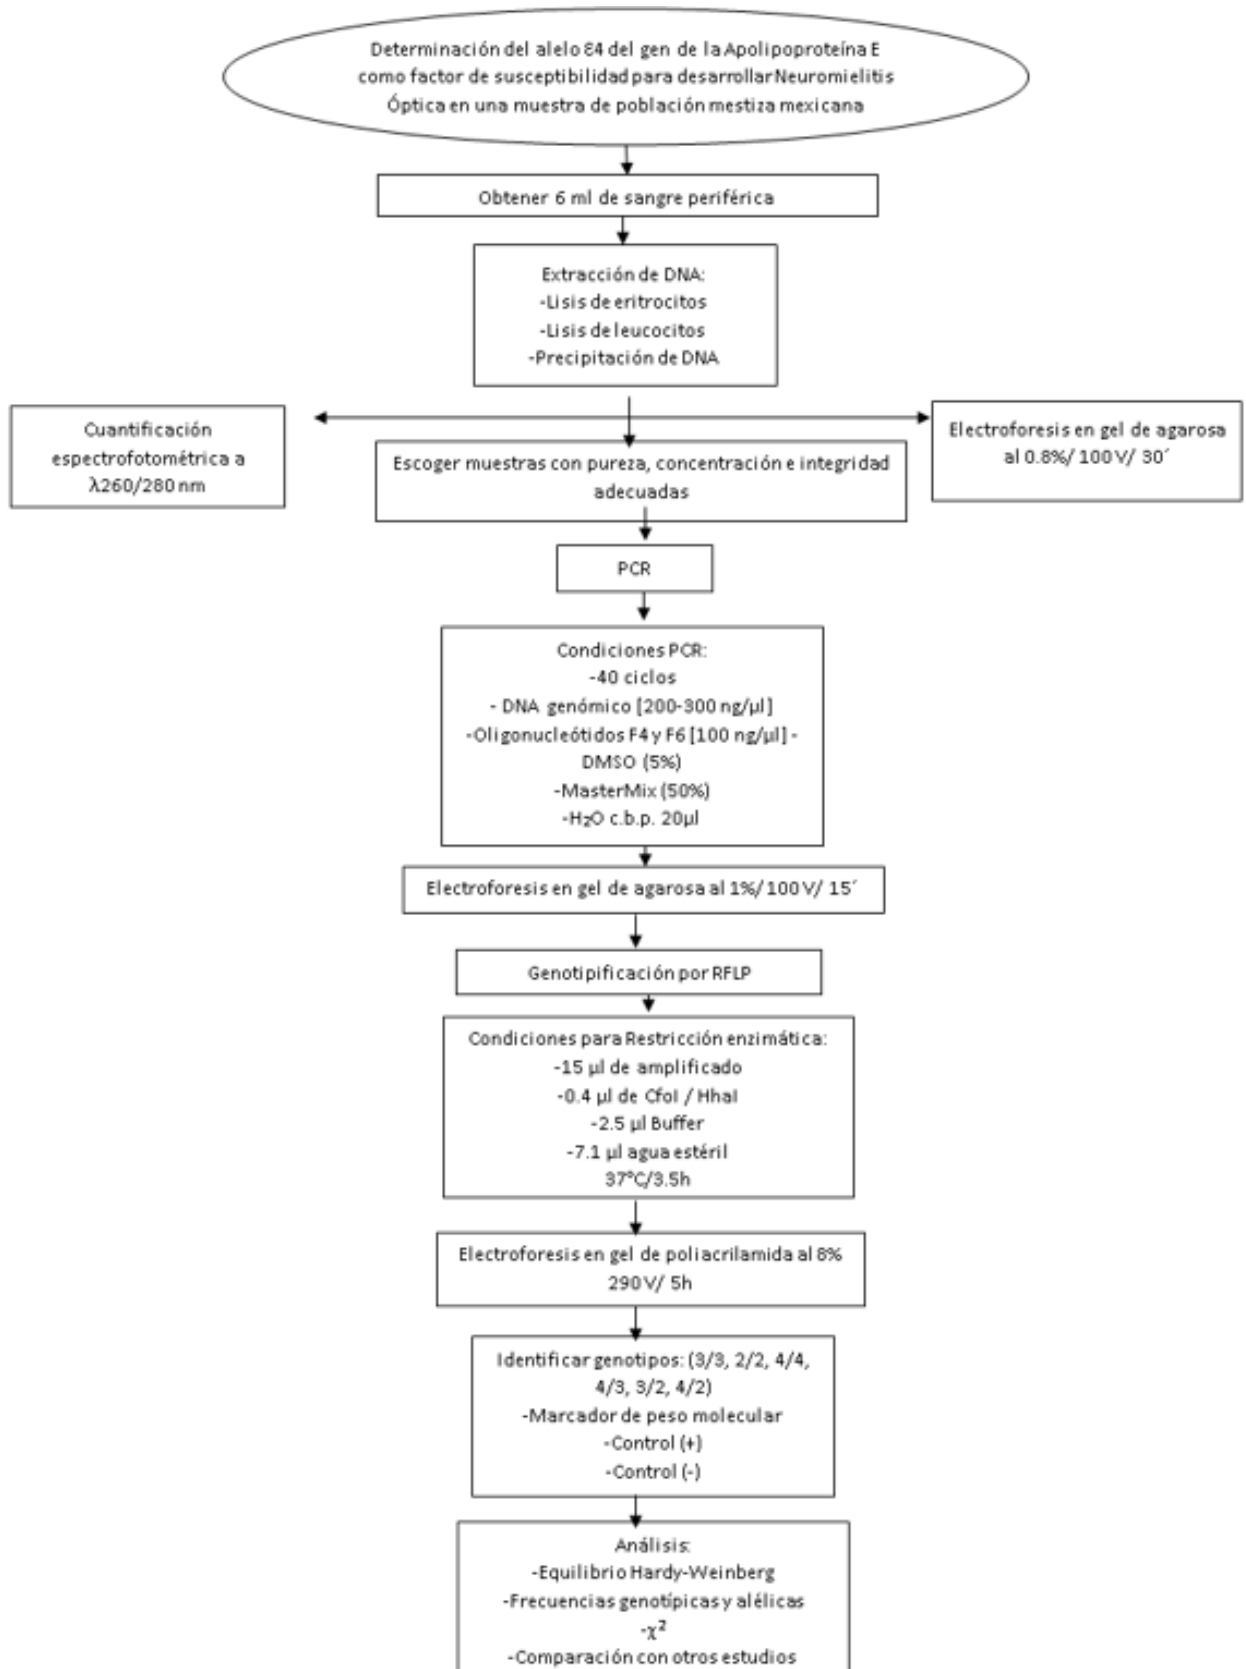 Determinación del alelo ε4 del gen de la Apolipoproteína E
como factor de susceptibilidad para desarrollar Neuromielitis
Óptica en una muestra de población mestiza mexicana
Obtener 6 ml de sangre periférica
Extracción de DNA:
-Lisis de eritrocitos
-Lisis de leucocitos
-Precipitación de DNA
Cuantificación
espectrofotométrica a
λ260/280 nm
Escoger muestras con pureza, concentración e integridad
adecuadas
Electroforesis en gel de agarosa
al 0.8%/ 100 V/ 30´
PCR
Condiciones PCR:
-40 ciclos
- DNA genómico [200-300 ng/µl]
-Oligonucleótidos F4 y F6 [100 ng/µl] -
DMSO (5%)
-MasterMix (50%)
-H₂O c.b.p. 20µl
Electroforesis en gel de agarosa al 1%/ 100 V/ 15´
Genotipificación por RFLP
Condiciones para Restricción enzimática:
-15 µl de amplificado
-0.4 µl de CfoI / HhaI
-2.5 µl Buffer
-7.1 µl agua estéril
37°C/3.5h
Electroforesis en gel de poliacrilamida al 8%
290 V/ 5h
Identificar genotipos: (3/3, 2/2, 4/4,
4/3, 3/2, 4/2)
-Marcador de peso molecular
-Control (+)
-Control (-)
Análisis:
-Equilibrio Hardy-Weinberg
-Frecuencias genotípicas y alélicas
-χ²
-Comparación con otros estudios